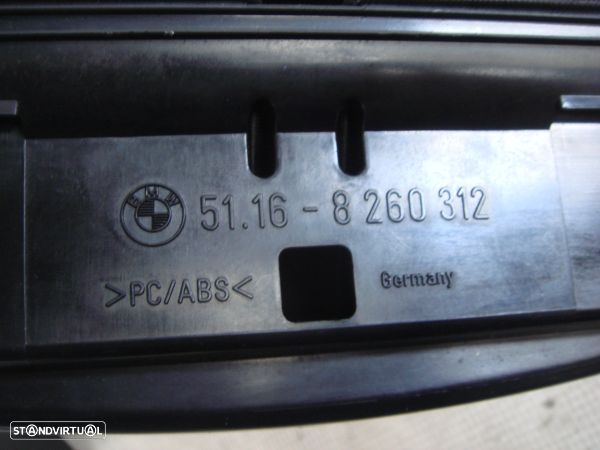 BMW
51.16 - 8 260 312
>PC/ABS<
Germany
STANDVIRTUAL